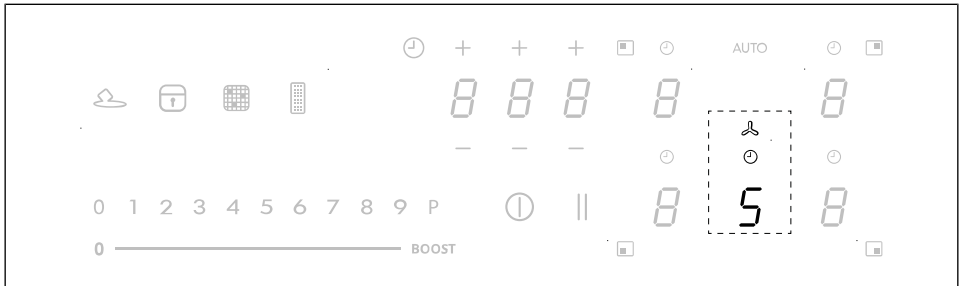 + + + AUTO
8 8 8 8 8
− − −
0 1 2 3 4 5 6 7 8 9 P 8 5 8
0 BOOST